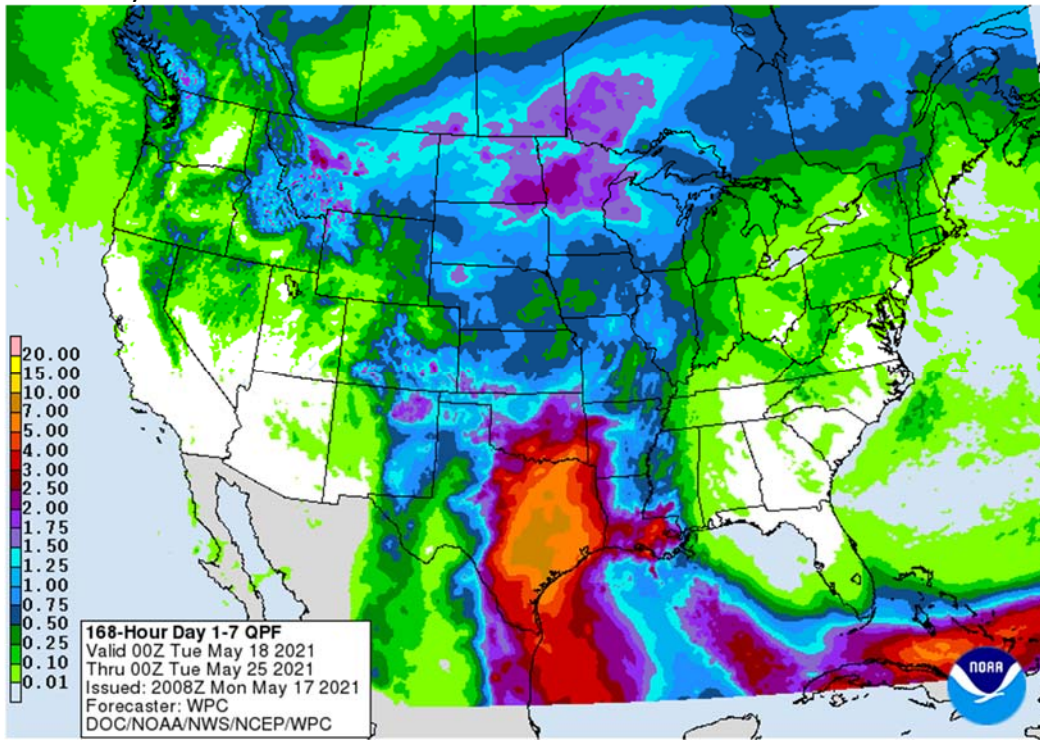 20.00
15.00
10.00
7.00
5.00
4.00
3.00
2.50
2.00
1.75
1.50
1.25
1.00
0.75
0.50
0.25
0.10
0.01
168-Hour Day 1-7 QPF
Valid 00Z Tue May 18 2021
Thru 00Z Tue May 25 2021
Issued: 2008Z Mon May 17 2021
Forecaster: WPC
DOC/NOAA/NWS/NCEP/WPC
NOAA